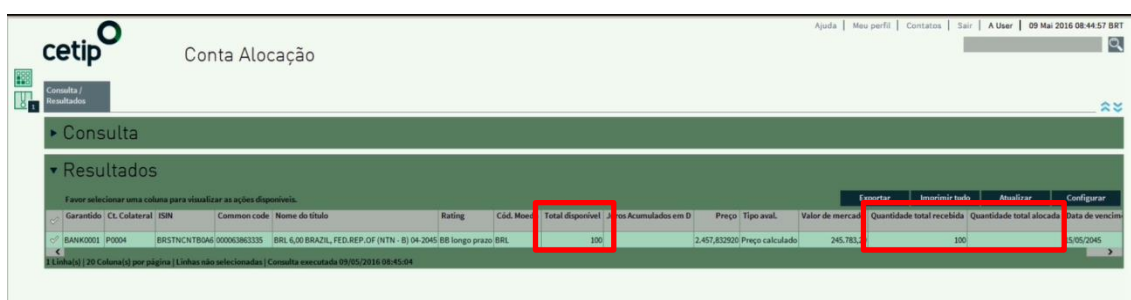 Ajuda | Meu perfil | Contatos | Sair | A User | 09 Mai 2016 08:44:57 BRT
cetip
Conta Alocação
1
Consulta /
Resultados
Consulta
Resultados
Favor selecionar uma coluna para visualizar as ações disponíveis.
Exportar Imprimir tudo Atualizar Configurar
Garantido Ct. Colateral ISIN Common code Nome do título Rating Cód. Moed Total disponível Juros Acumulados em D Preço Tipo aval. Valor de mercad Quantidade total recebida Quantidade total alocada Data de vencim
BANK0001 P0004 BRSTNCNTB0A6 000063863335 BRL 6,00 BRAZIL, FED.REP.OF (NTN - B) 04-2045 BB longo prazo BRL 100 2.457,832920 Preço calculado 245.783,2 100 5/05/2045
1 Linha(s) | 20 Coluna(s) por página | Linhas não selecionadas | Consulta executada 09/05/2016 08:45:04